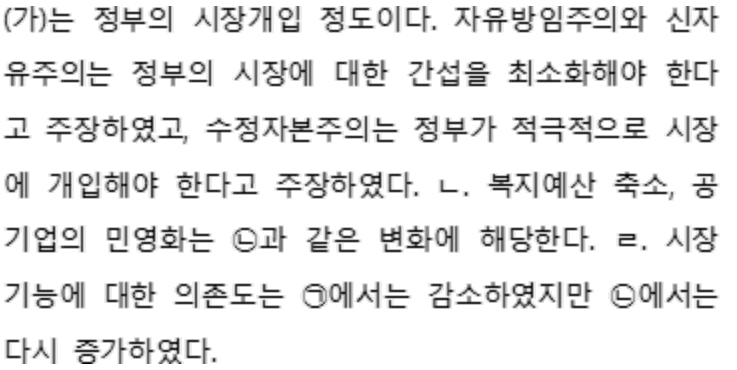 (가)는 정부의 시장개입 정도이다. 자유방임주의와 신자
유주의는 정부의 시장에 대한 간섭을 최소화해야 한다
고 주장하였고, 수정자본주의는 정부가 적극적으로 시장
에 개입해야 한다고 주장하였다. ㄴ. 복지예산 축소, 공
기업의 민영화는 ㉡과 같은 변화에 해당한다. ㄹ. 시장
기능에 대한 의존도는 ㉠에서는 감소하였지만 ㉡에서는
다시 증가하였다.